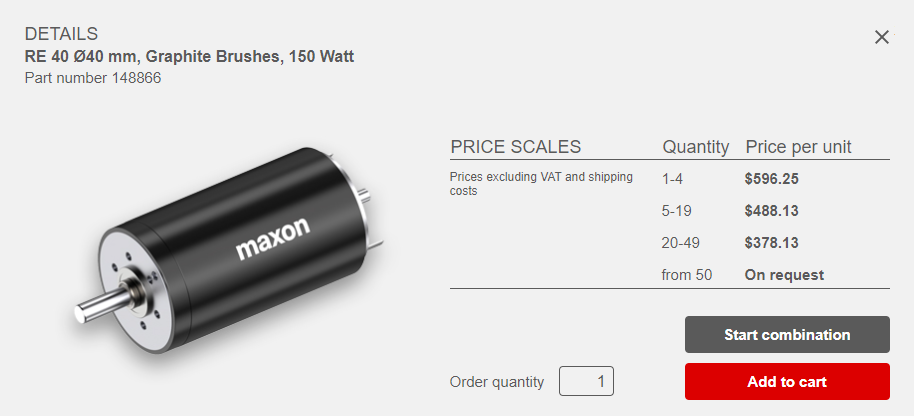 DETAILS
RE 40 Ø40 mm, Graphite Brushes, 150 Watt
Part number 148866
maxon
PRICE SCALES Quantity Price per unit
Prices excluding VAT and shipping
costs
1-4 $596.25
5-19 $488.13
20-49 $378.13
from 50 On request
Start combination
Order quantity 1
Add to cart